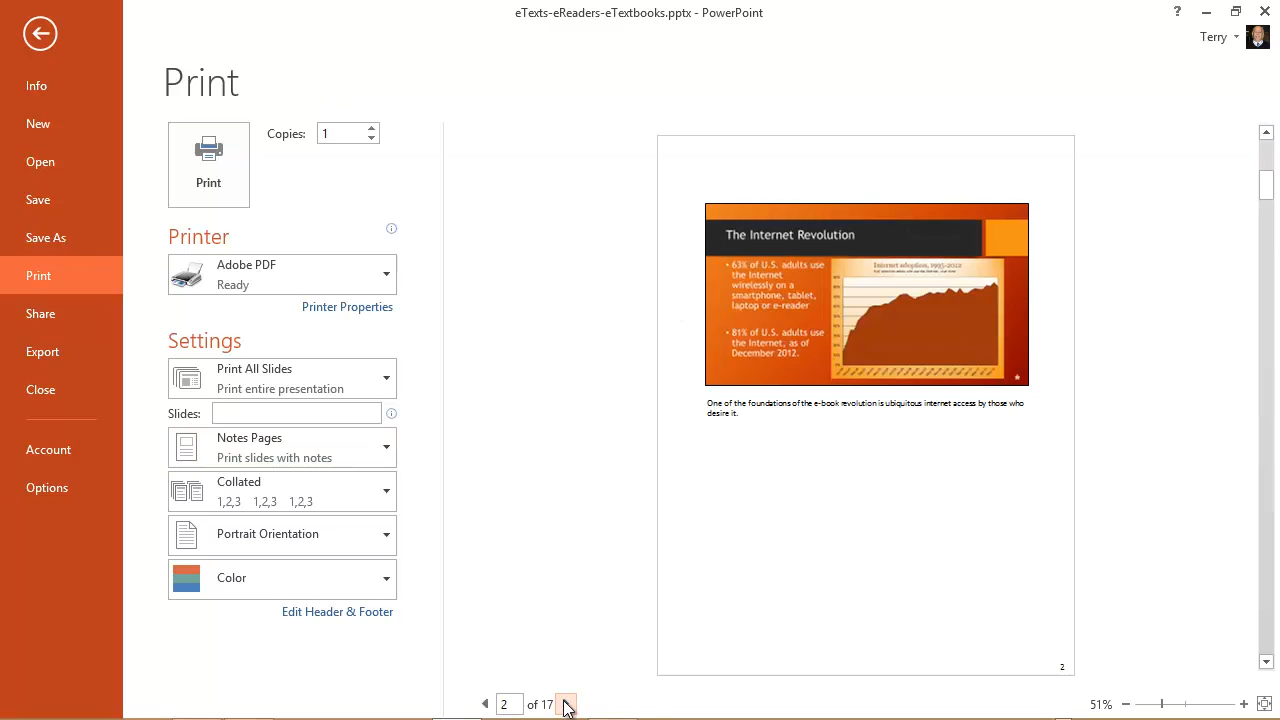 eTexts-eReaders-eTextbooks.pptx - PowerPoint
?
Terry
Info
New
Open
Save
Save As
Print
Share
Export
Close
Account
Options
Print
Print
Copies: 1
Printer
Adobe PDF
Ready
Printer Properties
Settings
Print All Slides
Print entire presentation
Slides:
Notes Pages
Print slides with notes
Collated
1,2,3 1,2,3 1,2,3
Portrait Orientation
Color
Edit Header & Footer
The Internet Revolution
• 63% of U.S. adults use
the Internet
wirelessly on a
smartphone, tablet,
laptop or e-reader
• 81% of U.S. adults use
the Internet, as of
December 2012.
Internet adoption, 1995-2012
One of the foundations of the e-book revolution is ubiquitous internet access by those who
desire it.
2
2 of 17
51%